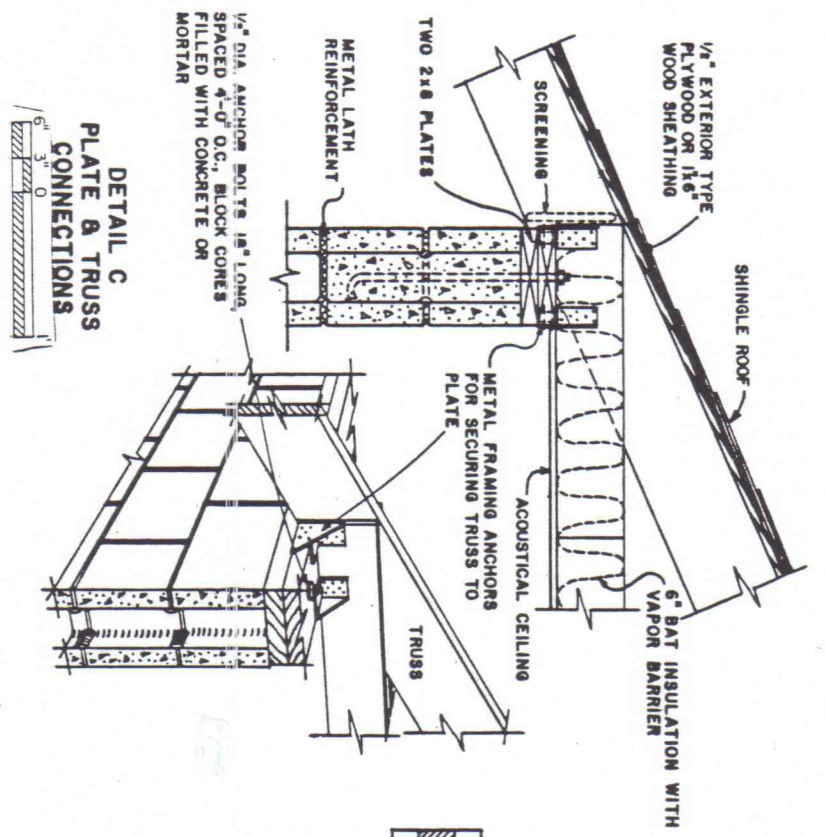 SHINGLE ROOF
½" EXTERIOR TYPE
PLYWOOD OR 1"x6"
WOOD SHEATHING
SCREENING
TWO 2x8 PLATES
METAL LATH
REINFORCEMENT
6" BAT INSULATION WITH
VAPOR BARRIER
ACOUSTICAL CEILING
METAL FRAMING ANCHORS
FOR SECURING TRUSS TO
PLATE
TRUSS
½" DIA. ANCHOR BOLTS 18" LONG,
SPACED 4'-0" O.C., BLOCK CORES
FILLED WITH CONCRETE OR
MORTAR
DETAIL C
PLATE & TRUSS
CONNECTIONS
6" 3" 0 1'